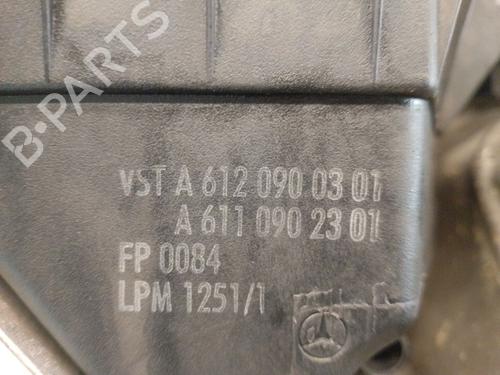 B-PARTS
VST A 612 090 03 01
A 611 090 23 01
FP 0084
LPM 1251/1